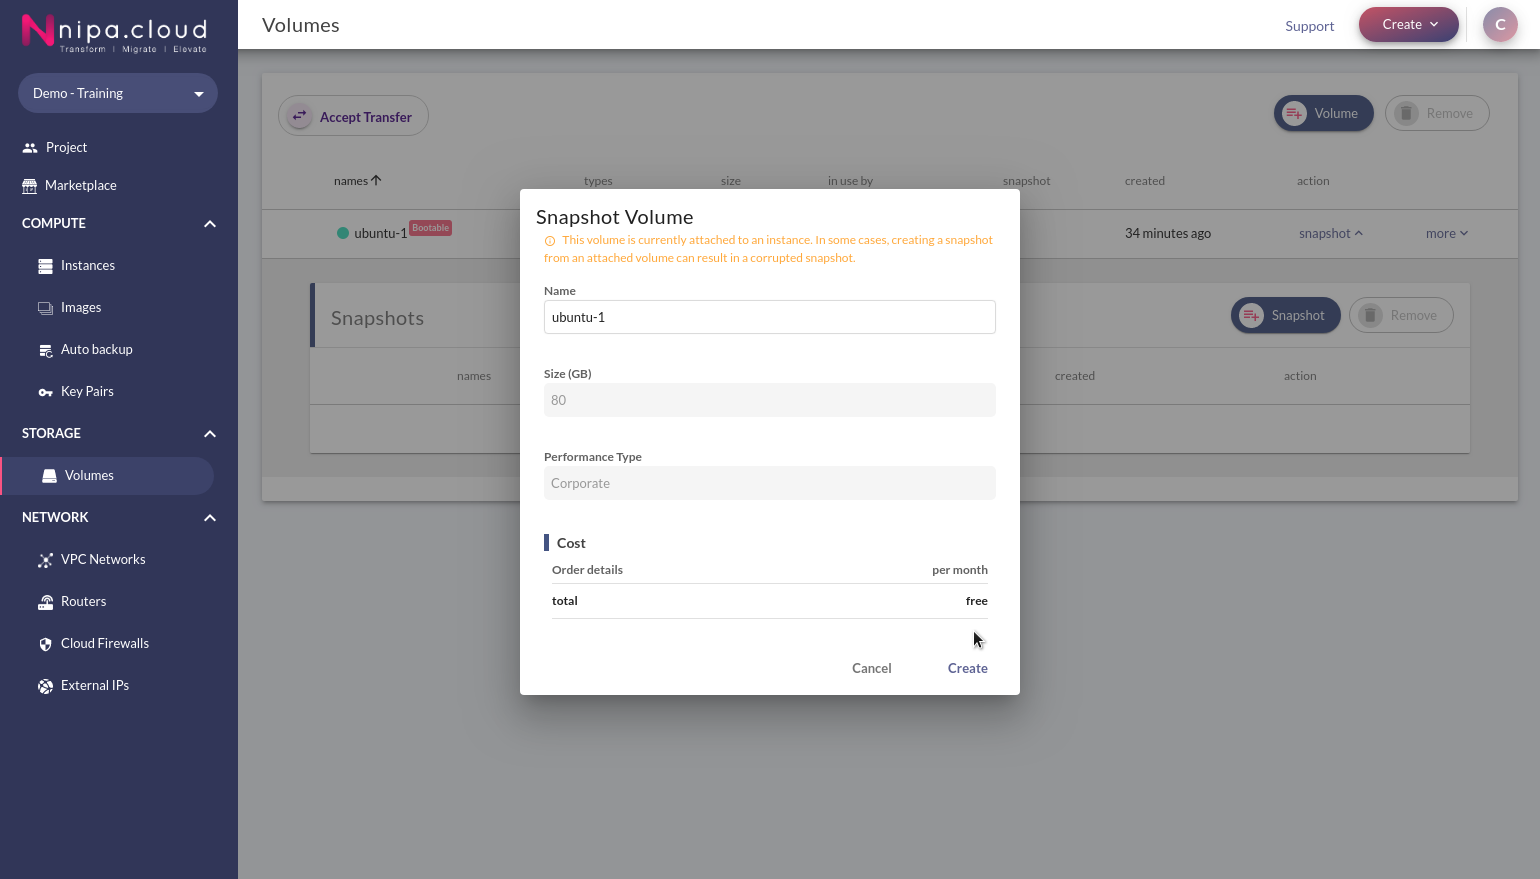 nipa.cloud
Transform | Migrate | Elevate
Demo - Training
Project
Marketplace
COMPUTE
Instances
Images
Auto backup
Key Pairs
STORAGE
Volumes
NETWORK
VPC Networks
Routers
Cloud Firewalls
External IPs
Volumes
Support
Create
C
Accept Transfer
Volume
Remove
names
types
size
in use by
snapshot
created
action
ubuntu-1
Bootable
34 minutes ago
snapshot
more
Snapshots
Snapshot
Remove
names
created
action
Snapshot Volume
This volume is currently attached to an instance. In some cases, creating a snapshot
from an attached volume can result in a corrupted snapshot.
Name
ubuntu-1
Size (GB)
80
Performance Type
Corporate
Cost
Order details
per month
total
free
Cancel
Create